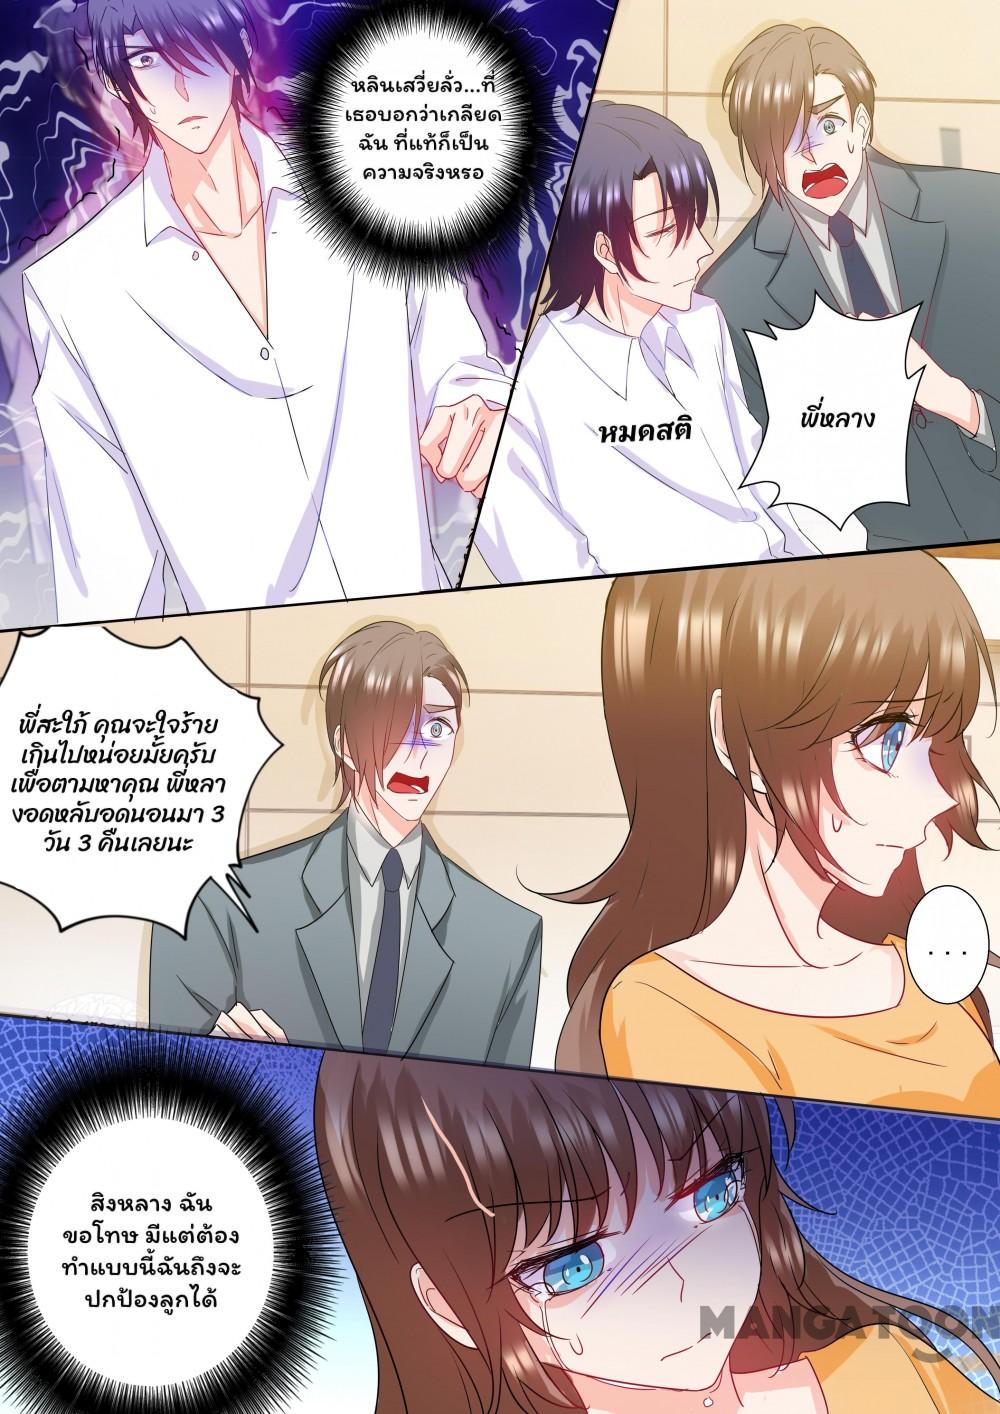 หลินเสวี่ยลั่ว...ที่
เธอบอกว่าเกลียด
ฉัน ที่แท้ก็เป็น
ความจริงหรอ
หมดสติ
พี่หลาง
พี่สะใภ้ คุณจะใจร้าย
เกินไปหน่อยมั้ยครับ
เพื่อตามหาคุณ พี่หลา
งอดหลับอดนอนมา 3
วัน 3 คืนเลยนะ
...
สิงหลาง ฉัน
ขอโทษ มีแต่ต้อง
ทำแบบนี้ฉันถึงจะ
ปกป้องลูกได้
MANGATOON